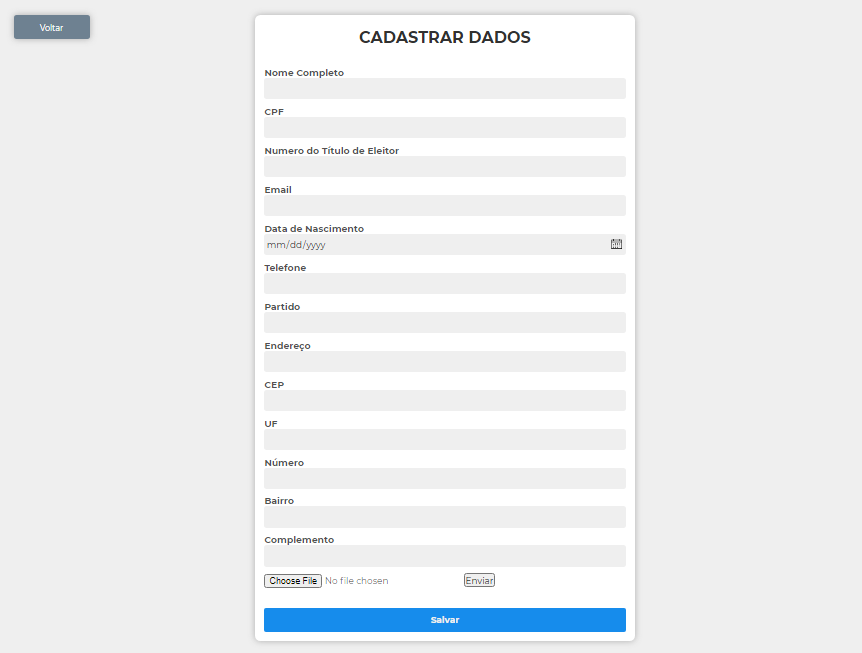 Voltar
CADASTRAR DADOS
Nome Completo
CPF
Numero do Título de Eleitor
Email
Data de Nascimento
mm/dd/yyyy
Telefone
Partido
Endereço
CEP
UF
Número
Bairro
Complemento
Choose File No file chosen Enviar
Salvar